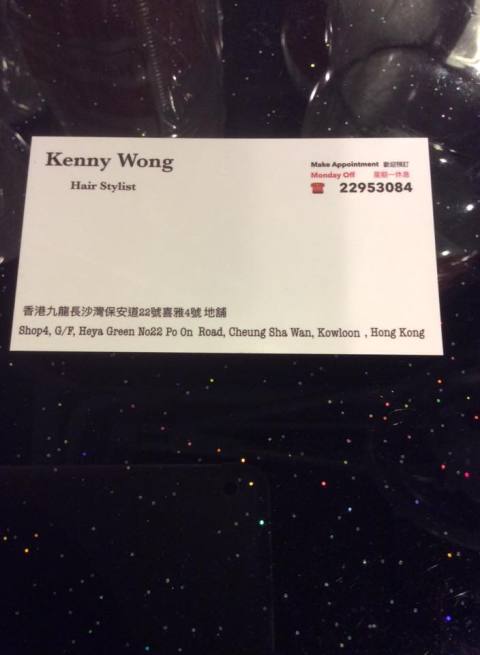 Kenny Wong
Hair Stylist
Make Appointment 歡迎預訂
Monday Off 星期一休息
22953084
香港九龍長沙灣保安道22號喜雅4號 地舖
Shop4, G/F, Heya Green No22 Po On Road, Cheung Sha Wan, Kowloon , Hong Kong